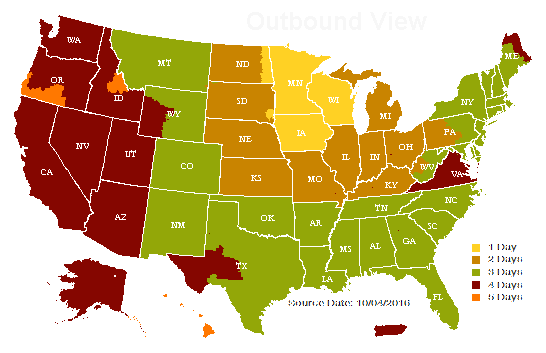 Outbound View
WA
MT
ND
MN
ME
OR
ID
WY
SD
WI
MI
NY
NV
UT
CO
NE
IA
IL
IN
OH
PA
WV
VA
CA
KS
MO
KY
AZ
NM
OK
AR
TN
NC
SC
TX
LA
MS
AL
GA
FL
1 Day
2 Days
3 Days
4 Days
5 Days
Source Date: 10/04/2016